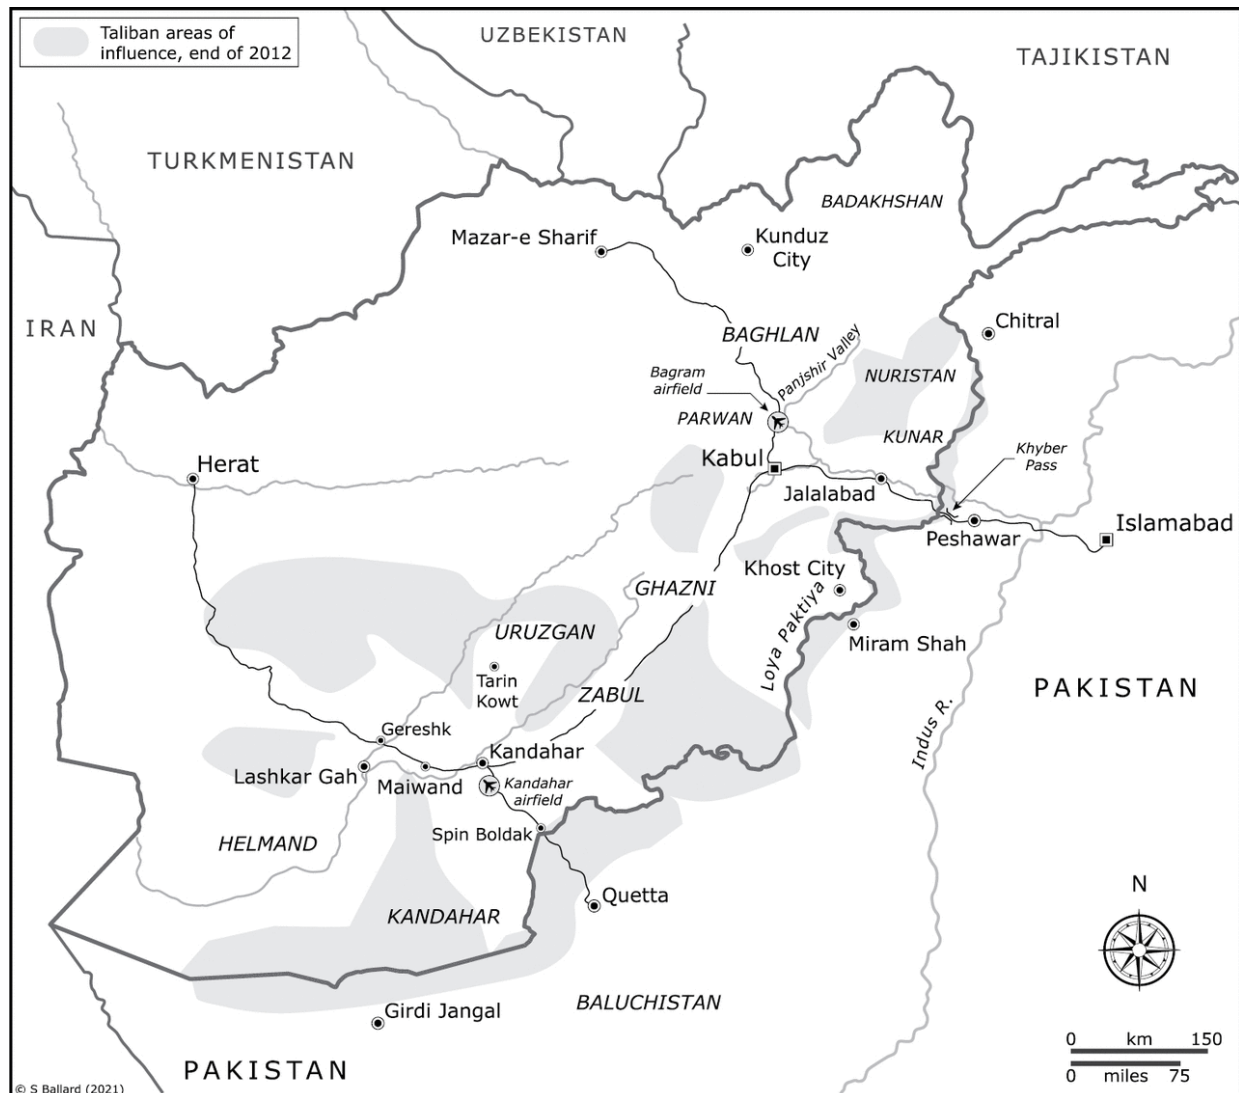 Taliban areas of
influence, end of 2012
UZBEKISTAN
TAJIKISTAN
TURKMENISTAN
BADAKHSHAN
Mazar-e Sharif
Kunduz
City
IRAN
BAGHLAN
Chitral
Panjshir Valley
Bagram
airfield
NURISTAN
PARWAN
KUNAR
Khyber
Pass
Herat
Kabul
Jalalabad
Islamabad
Peshawar
Khost City
GHAZNI
Loya Paktiya
URUZGAN
Miram Shah
Tarin
Kowt
ZABUL
PAKISTAN
Indus R.
Gereshk
Kandahar
Lashkar Gah
Maiwand
Kandahar
airfield
Spin Boldak
HELMAND
N
Quetta
KANDAHAR
BALUCHISTAN
Girdi Jangal
0 km 150
PAKISTAN
0 miles 75
© S Ballard (2021)